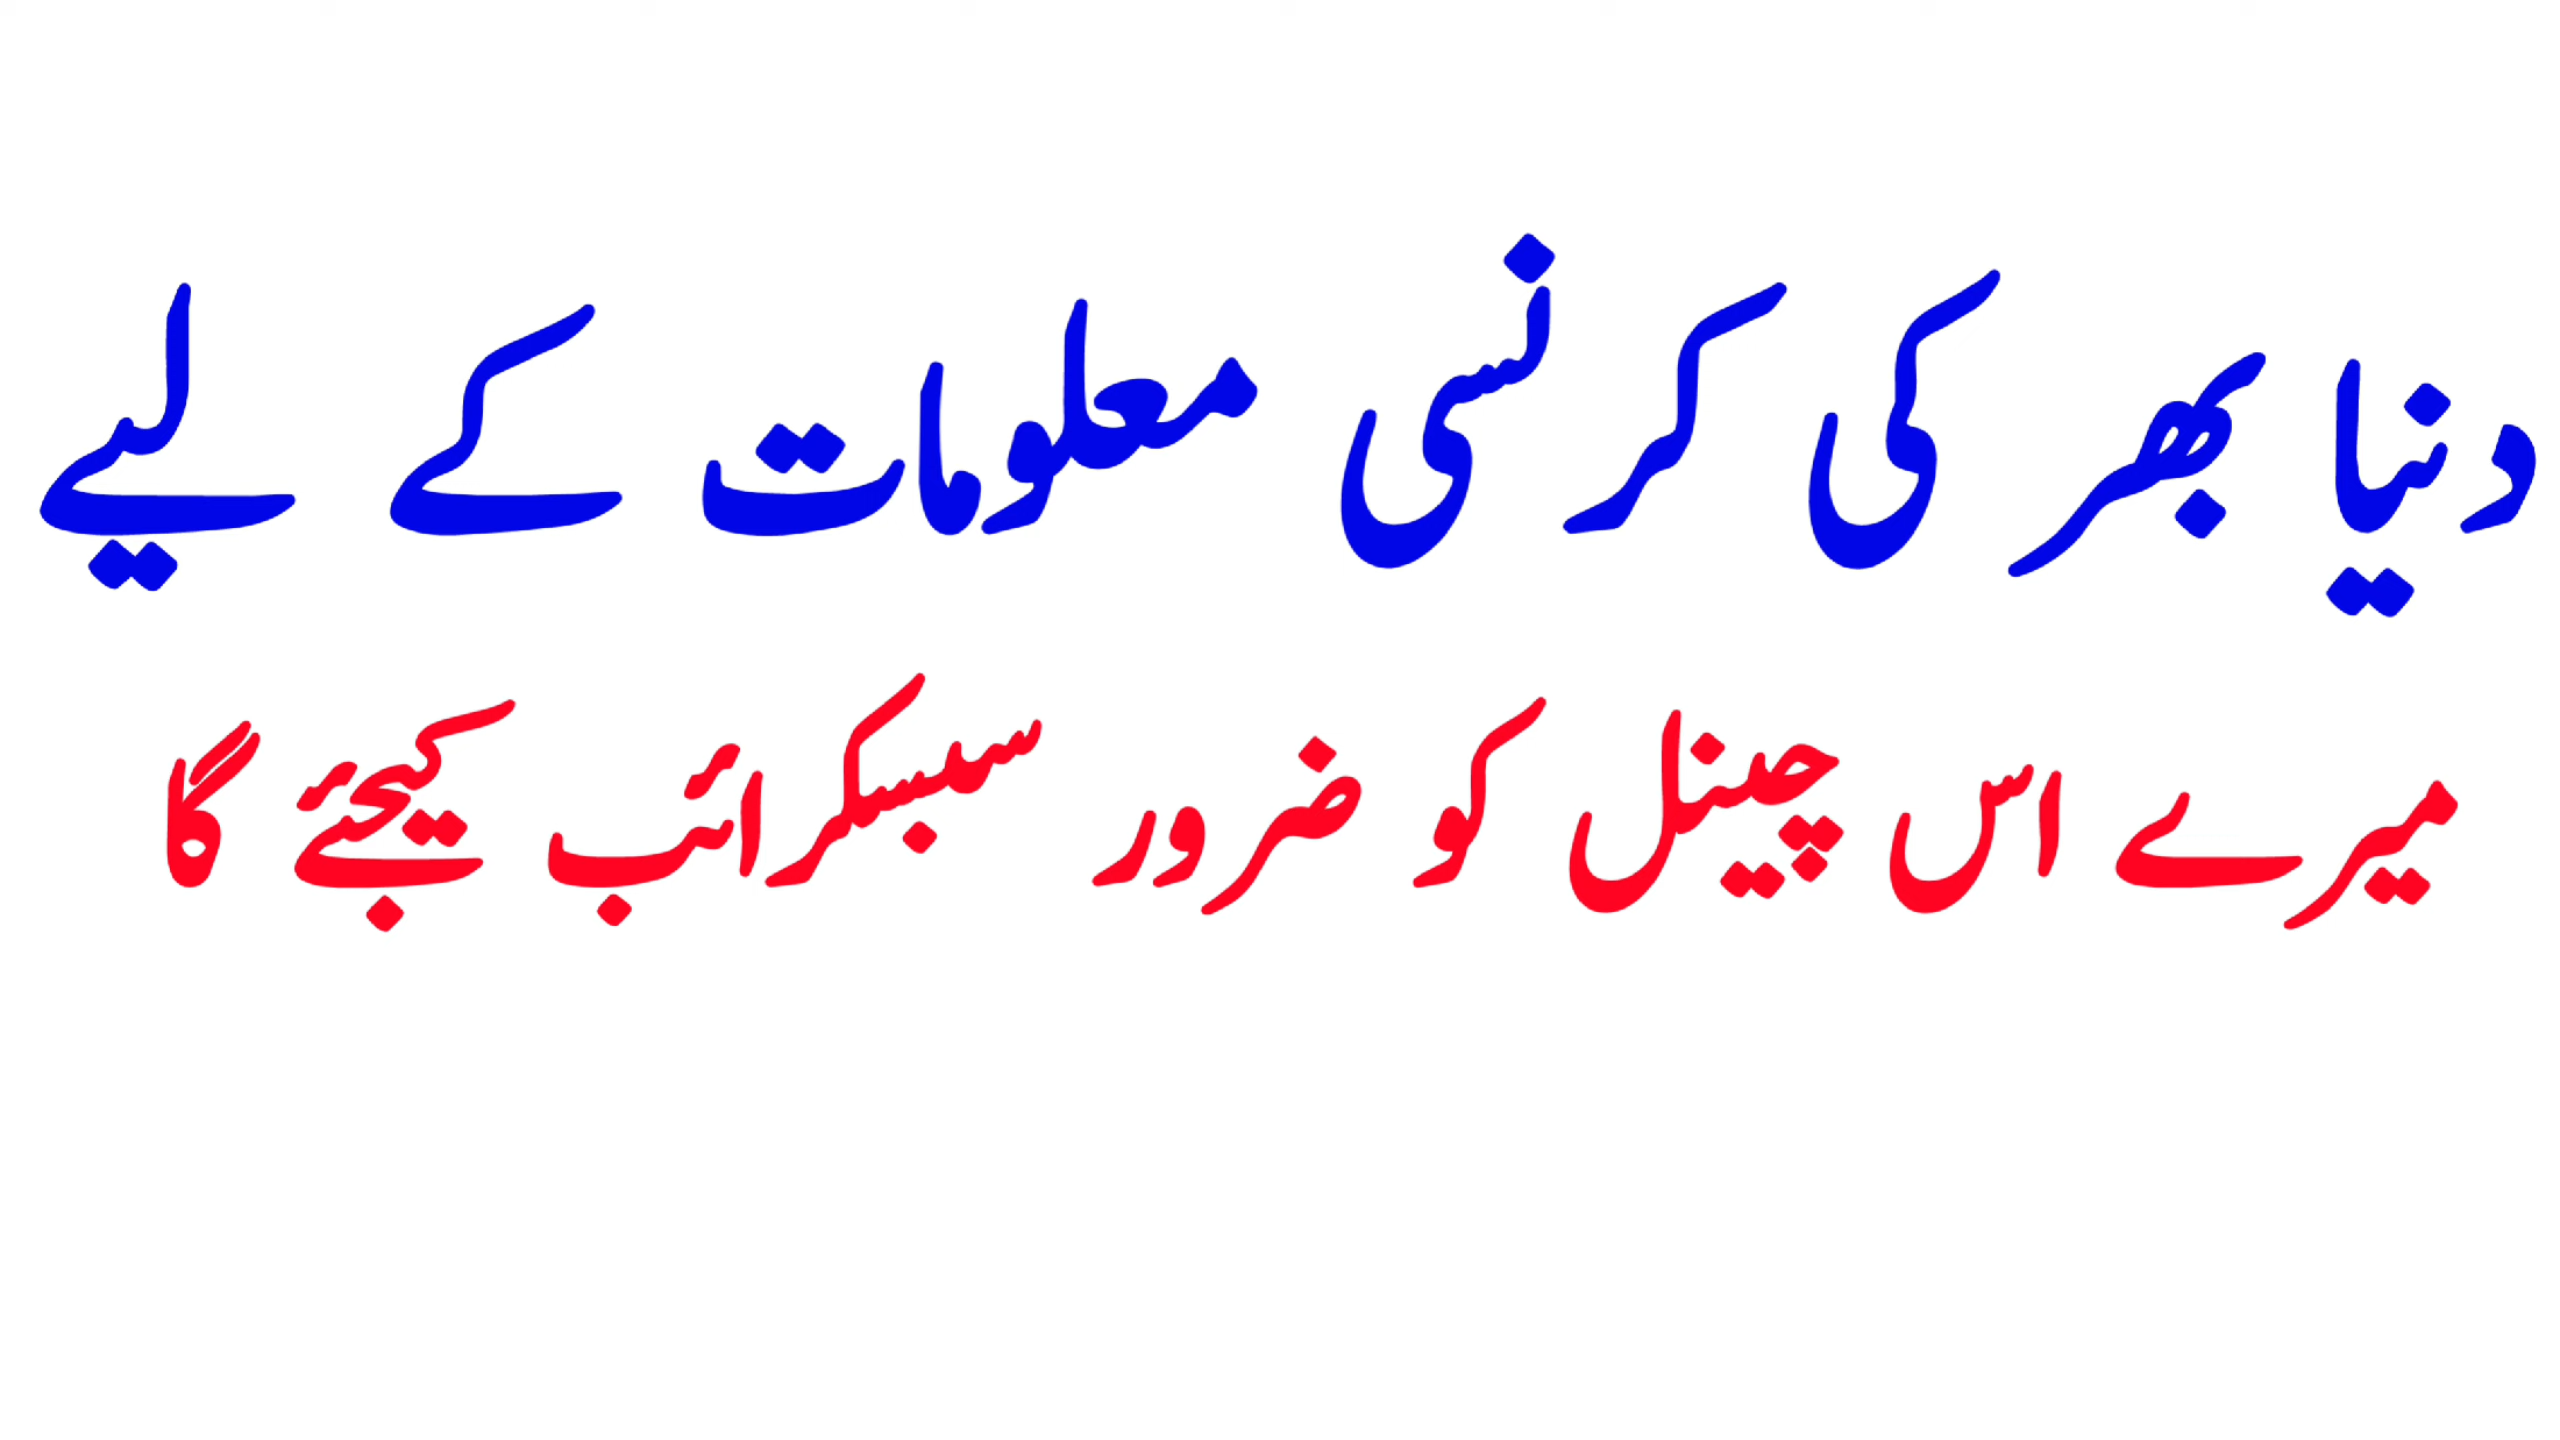 دنیا بھر کی کرنسی معلومات کے لیے
میرے اس چینل کو ضرور سبسکرائب کیجئے گا